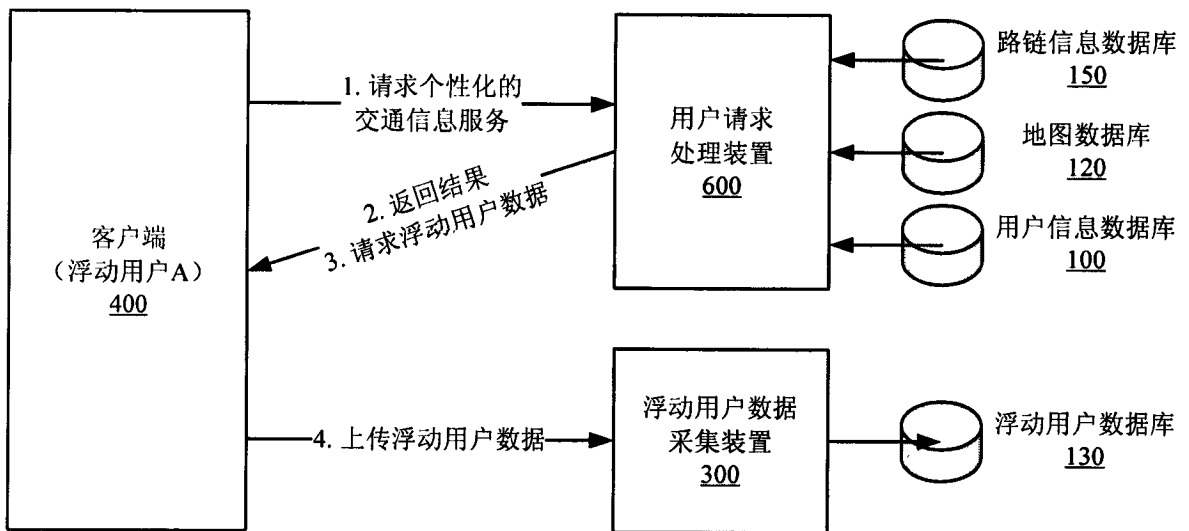 1. 请求个性化的
交通信息服务
2. 返回结果
3. 请求浮动用户数据
客户端
（浮动用户A）
400
用户请求
处理装置
600
路链信息数据库
150
地图数据库
120
用户信息数据库
100
4. 上传浮动用户数据
浮动用户数据
采集装置
300
浮动用户数据库
130